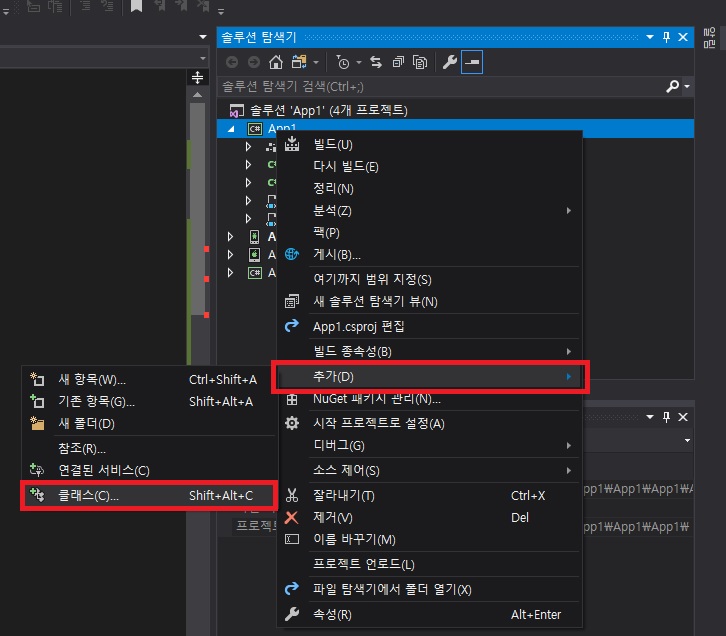 솔루션 탐색기
알림
솔루션 탐색기 검색(Ctrl+;)
솔루션 'App1' (4개 프로젝트)
C# App1
빌드(U)
다시 빌드(E)
정리(N)
분석(Z)
팩(P)
게시(B)...
여기까지 범위 지정(S)
새 솔루션 탐색기 뷰(N)
App1.csproj 편집
빌드 종속성(B)
추가(D)
NuGet 패키지 관리(N)...
시작 프로젝트로 설정(A)
디버그(G)
소스 제어(S)
잘라내기(T) Ctrl+X
제거(V) Del
이름 바꾸기(M)
프로젝트 언로드(L)
파일 탐색기에서 폴더 열기(X)
속성(R) Alt+Enter
새 항목(W)... Ctrl+Shift+A
기존 항목(G)... Shift+Alt+A
새 폴더(D)
참조(R)...
연결된 서비스(C)
클래스(C)... Shift+Alt+C
프로젝트
pp1₩App1₩App1₩A
pp1₩App1₩App1₩